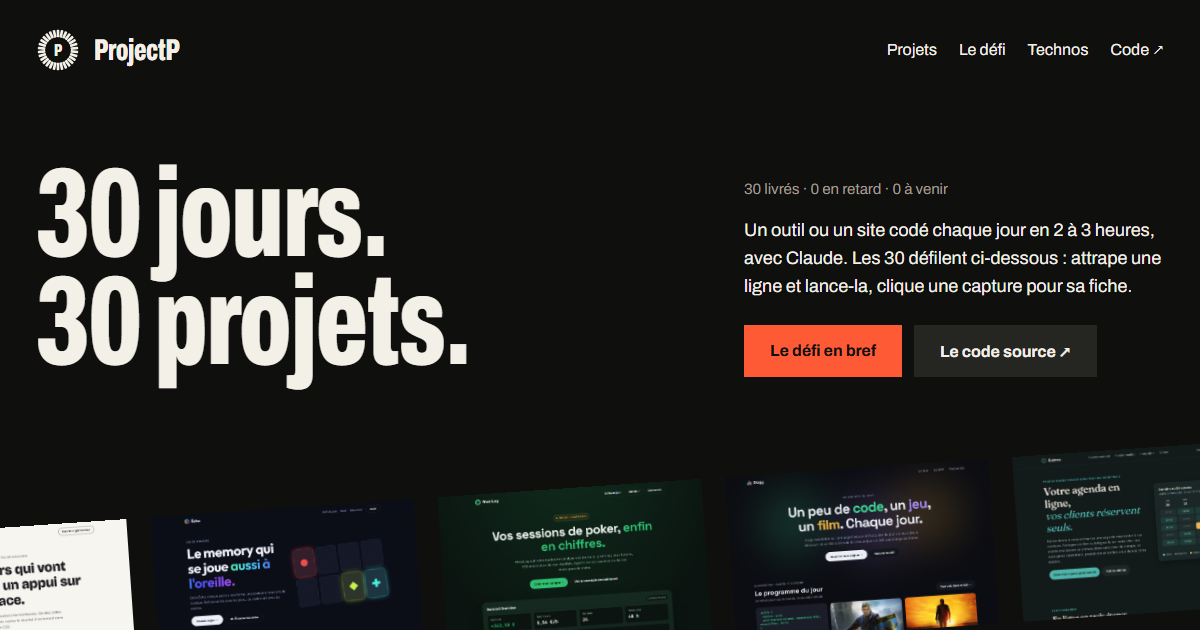 P
ProjectP
Projets
Le défi
Technos
Code ↗
30 jours.
30 projets.
30 livrés · 0 en retard · 0 à venir
Un outil ou un site codé chaque jour en 2 à 3 heures,
avec Claude. Les 30 défilent ci-dessous : attrape une
ligne et lance-la, clique une capture pour sa fiche.
Le défi en bref
Le code source ↗
rs qui vont
un appui sur
ace.
Le memory qui
se joue aussi à
l'oreille.
Vos sessions de poker, enfin
en chiffres.
Un peu de code, un jeu,
un film. Chaque jour.
Le programme du jour
Votre agenda en
ligne,
vos clients réservent
seuls.